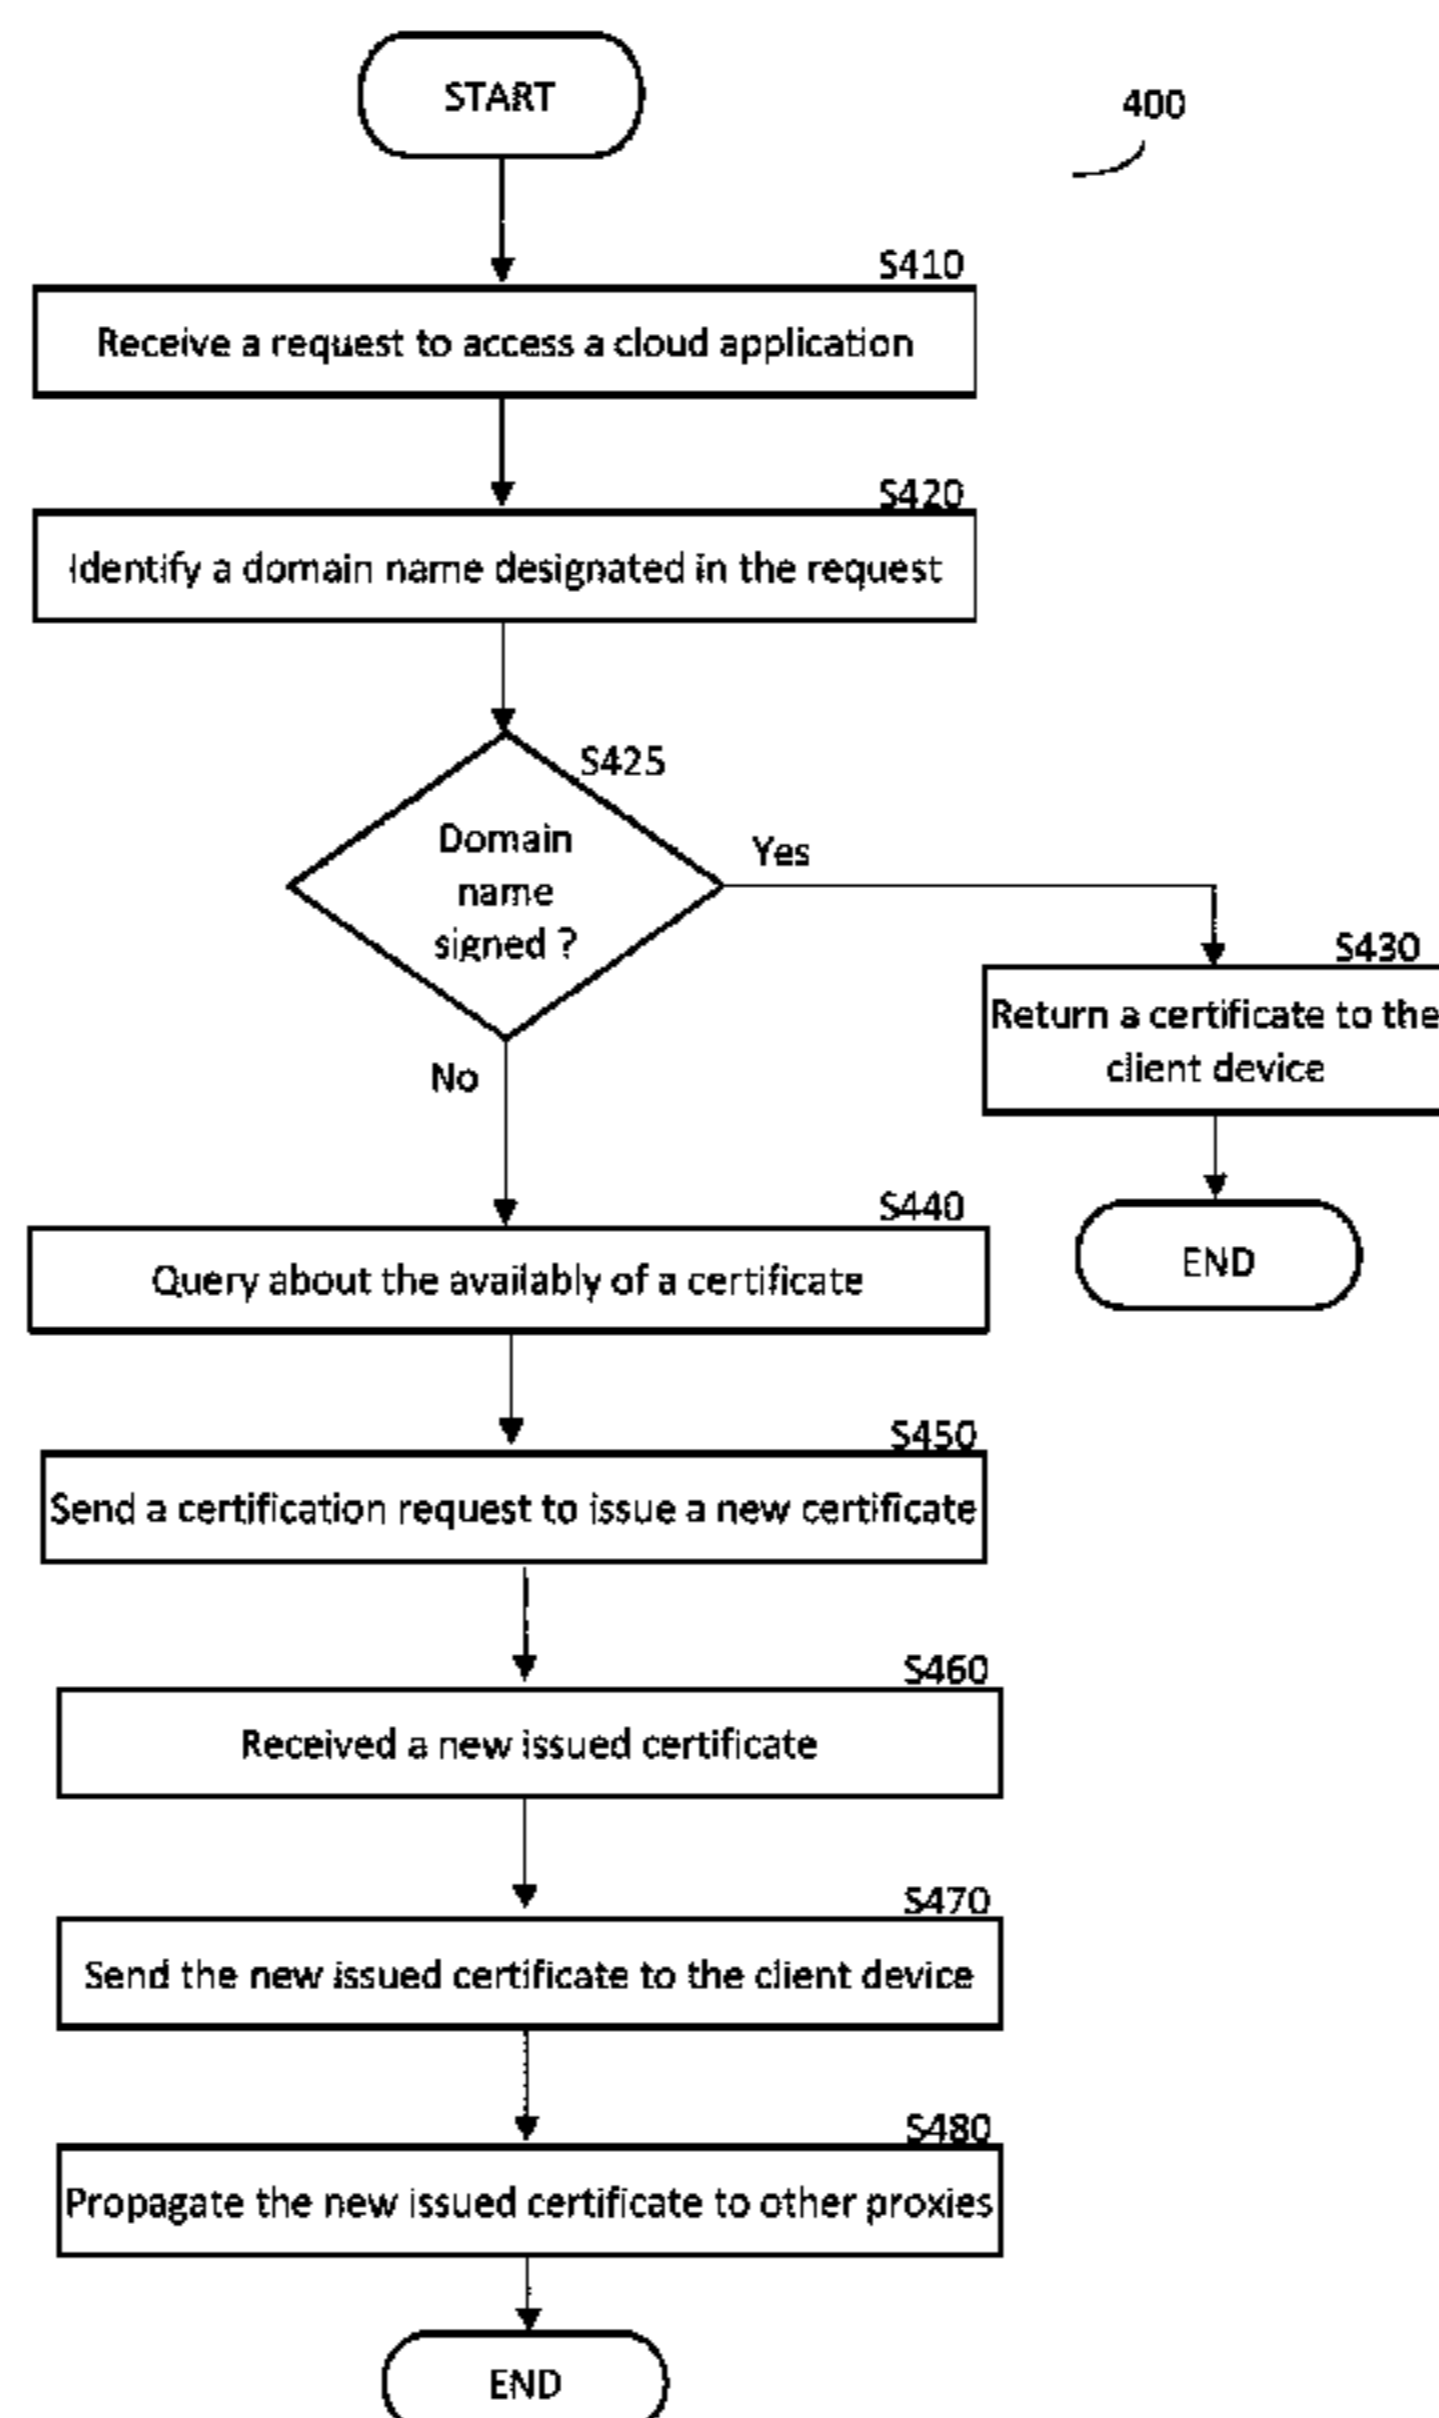 START
400
S410
Receive a request to access a cloud application
S420
Identify a domain name designated in the request
S425
Domain
name
signed ?
Yes
S430
Return a certificate to the
client device
No
END
S440
Query about the availably of a certificate
S450
Send a certification request to issue a new certificate
S460
Received a new issued certificate
S470
Send the new issued certificate to the client device
S480
Propagate the new issued certificate to other proxies
END